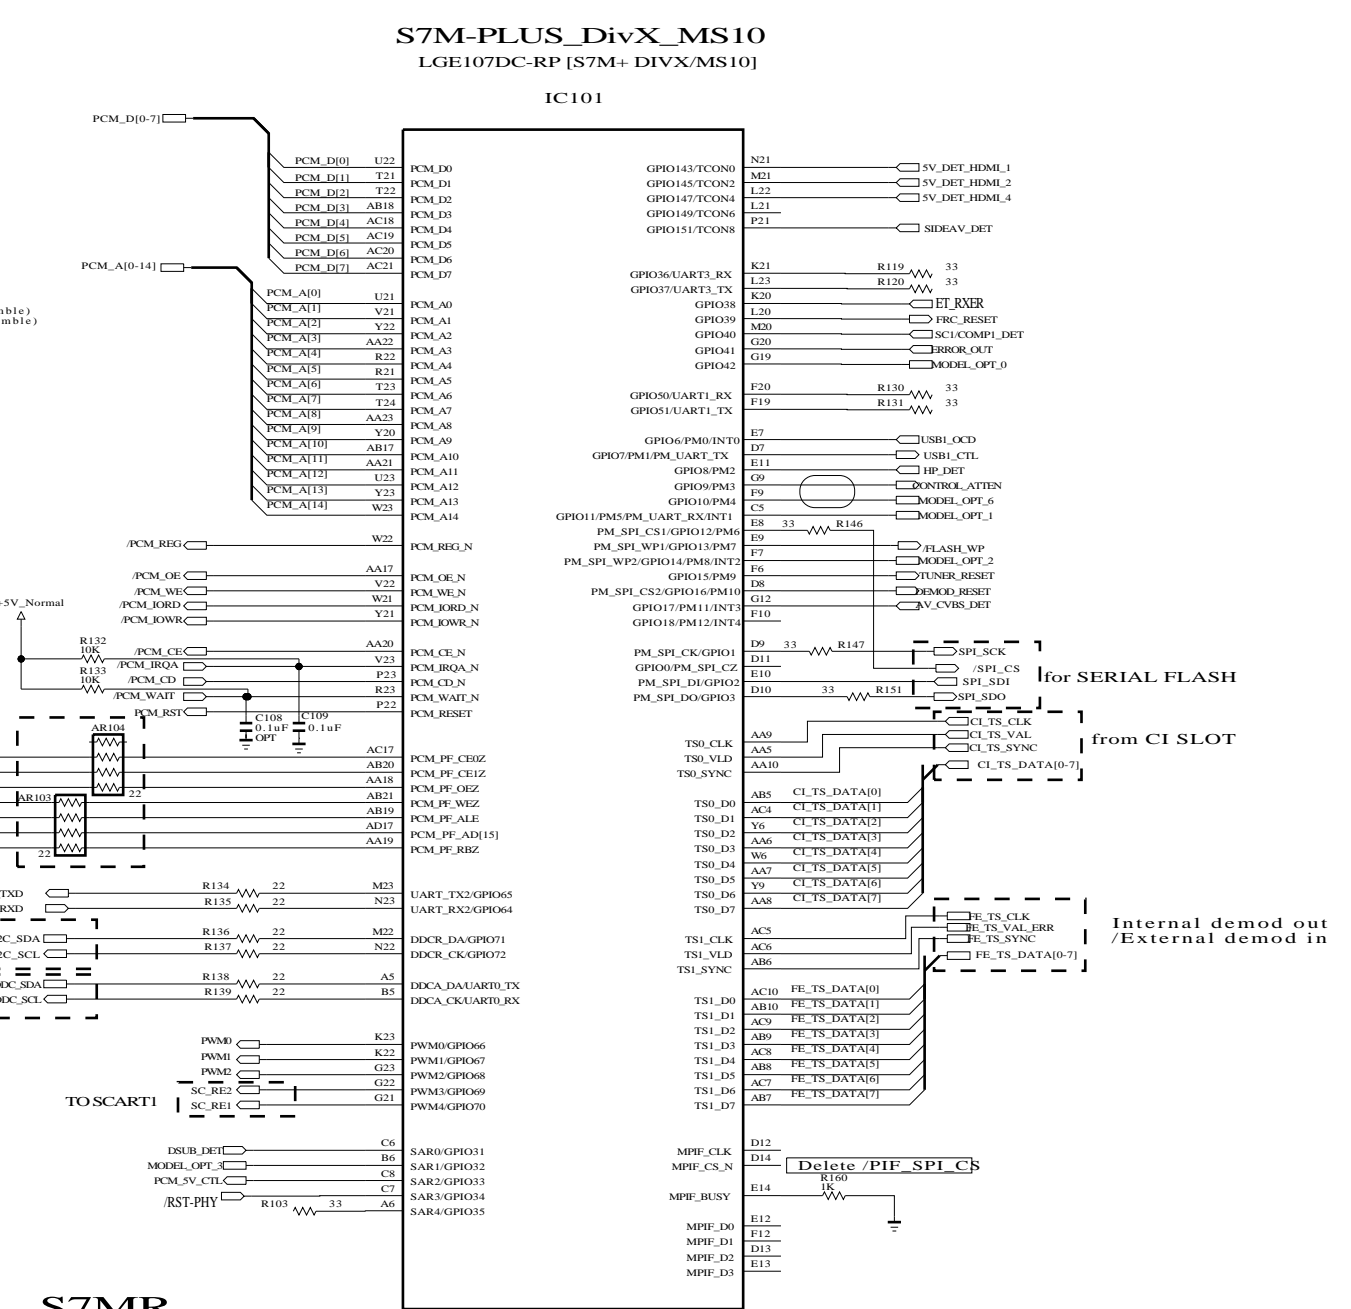 S7M-PLUS_DivX_MS10
LGE107DC-RP [S7M+ DIVX/MS10]
IC101
PCM_D[0-7]
PCM_D[0] U22 PCM_D0
PCM_D[1] T21 PCM_D1
PCM_D[2] T22 PCM_D2
PCM_D[3] AB18 PCM_D3
PCM_D[4] AC18 PCM_D4
PCM_D[5] AC19 PCM_D5
PCM_D[6] AC20 PCM_D6
PCM_D[7] AC21 PCM_D7
PCM_A[0-14]
PCM_A[0] U21 PCM_A0
PCM_A[1] V21 PCM_A1
PCM_A[2] Y22 PCM_A2
PCM_A[3] AA22 PCM_A3
PCM_A[4] R22 PCM_A4
PCM_A[5] R21 PCM_A5
PCM_A[6] T23 PCM_A6
PCM_A[7] T24 PCM_A7
PCM_A[8] AA23 PCM_A8
PCM_A[9] Y20 PCM_A9
PCM_A[10] AB17 PCM_A10
PCM_A[11] AA21 PCM_A11
PCM_A[12] U23 PCM_A12
PCM_A[13] Y23 PCM_A13
PCM_A[14] W23 PCM_A14
mble)
/PCM_REG W22 PCM_REG_N
/PCM_OE AA17 PCM_OE_N
/PCM_WE V22 PCM_WE_N
/PCM_IORD W21 PCM_IORD_N
/PCM_IOWR Y21 PCM_IOWR_N
+5V_Normal
R132 10K
R133 10K
/PCM_CE AA20 PCM_CE_N
/PCM_IRQA V23 PCM_IRQA_N
/PCM_CD P23 PCM_CD_N
/PCM_WAIT R23 PCM_WAIT_N
PCM_RST P22 PCM_RESET
C108 0.1uF OPT
C109 0.1uF
AR104 22
AR103 22
AC17 PCM_PF_CE0Z
AB20 PCM_PF_CE1Z
AA18 PCM_PF_OEZ
AB21 PCM_PF_WEZ
AB19 PCM_PF_ALE
AD17 PCM_PF_AD[15]
AA19 PCM_PF_RBZ
TXD R134 22 M23 UART_TX2/GPIO65
RXD R135 22 N23 UART_RX2/GPIO64
2C_SDA R136 22 M22 DDCR_DA/GPIO71
2C_SCL R137 22 N22 DDCR_CK/GPIO72
DC_SDA R138 22 A5 DDCA_DA/UART0_TX
DC_SCL R139 22 B5 DDCA_CK/UART0_RX
PWM0 K23 PWM0/GPIO66
PWM1 K22 PWM1/GPIO67
PWM2 G23 PWM2/GPIO68
SC_RE2 G22 PWM3/GPIO69
TO SCART1
SC_RE1 G21 PWM4/GPIO70
DSUB_DET C6 SAR0/GPIO31
MODEL_OPT_3 B6 SAR1/GPIO32
PCM_5V_CTL C8 SAR2/GPIO33
/RST-PHY C7 SAR3/GPIO34
R103 33 A6 SAR4/GPIO35
GPIO143/TCON0 N21 5V_DET_HDMI_1
GPIO145/TCON2 M21 5V_DET_HDMI_2
GPIO147/TCON4 L22 5V_DET_HDMI_4
GPIO149/TCON6 L21
GPIO151/TCON8 P21 SIDEAV_DET
GPIO36/UART3_RX K21 R119 33
GPIO37/UART3_TX L23 R120 33
GPIO38 K20 ET_RXER
GPIO39 L20 FRC_RESET
GPIO40 M20 SC1/COMP1_DET
GPIO41 G20 ERROR_OUT
GPIO42 G19 MODEL_OPT_0
GPIO50/UART1_RX F20 R130 33
GPIO51/UART1_TX F19 R131 33
GPIO6/PM0/INT0 E7 USB1_OCD
GPIO7/PM1/PM_UART_TX D7 USB1_CTL
GPIO8/PM2 E11 HP_DET
GPIO9/PM3 G9 CONTROL_ATTEN
GPIO10/PM4 F9 MODEL_OPT_6
GPIO11/PM5/PM_UART_RX/INT1 C5 MODEL_OPT_1
PM_SPI_CS1/GPIO12/PM6 E8 33 R146
PM_SPI_WP1/GPIO13/PM7 E9 /FLASH_WP
PM_SPI_WP2/GPIO14/PM8/INT2 F7 MODEL_OPT_2
GPIO15/PM9 F6 TUNER_RESET
PM_SPI_CS2/GPIO16/PM10 D8 DEMOD_RESET
GPIO17/PM11/INT3 G12 AV_CVBS_DET
GPIO18/PM12/INT4 F10
PM_SPI_CK/GPIO1 D9 33 R147 SPI_SCK
GPIO0/PM_SPI_CZ D11 /SPI_CS
PM_SPI_DI/GPIO2 E10 SPI_SDI
PM_SPI_DO/GPIO3 D10 33 R151 SPI_SDO
for SERIAL FLASH
TS0_CLK AA9 CI_TS_CLK
TS0_VLD AA5 CI_TS_VAL
TS0_SYNC AA10 CI_TS_SYNC
CI_TS_DATA[0-7]
from CI SLOT
TS0_D0 AB5 CI_TS_DATA[0]
TS0_D1 AC4 CI_TS_DATA[1]
TS0_D2 Y6 CI_TS_DATA[2]
TS0_D3 AA6 CI_TS_DATA[3]
TS0_D4 W6 CI_TS_DATA[4]
TS0_D5 AA7 CI_TS_DATA[5]
TS0_D6 Y9 CI_TS_DATA[6]
TS0_D7 AA8 CI_TS_DATA[7]
TS1_CLK AC5 FE_TS_CLK
TS1_VLD AC6 FE_TS_VAL_ERR
TS1_SYNC AB6 FE_TS_SYNC
FE_TS_DATA[0-7]
Internal demod out
/External demod in
TS1_D0 AC10 FE_TS_DATA[0]
TS1_D1 AB10 FE_TS_DATA[1]
TS1_D2 AC9 FE_TS_DATA[2]
TS1_D3 AB9 FE_TS_DATA[3]
TS1_D4 AC8 FE_TS_DATA[4]
TS1_D5 AB8 FE_TS_DATA[5]
TS1_D6 AC7 FE_TS_DATA[6]
TS1_D7 AB7 FE_TS_DATA[7]
MPIF_CLK D12
MPIF_CS_N D14 Delete /PIF_SPI_CS
MPIF_BUSY E14 R160 1K
MPIF_D0 E12
MPIF_D1 F12
MPIF_D2 D13
MPIF_D3 E13